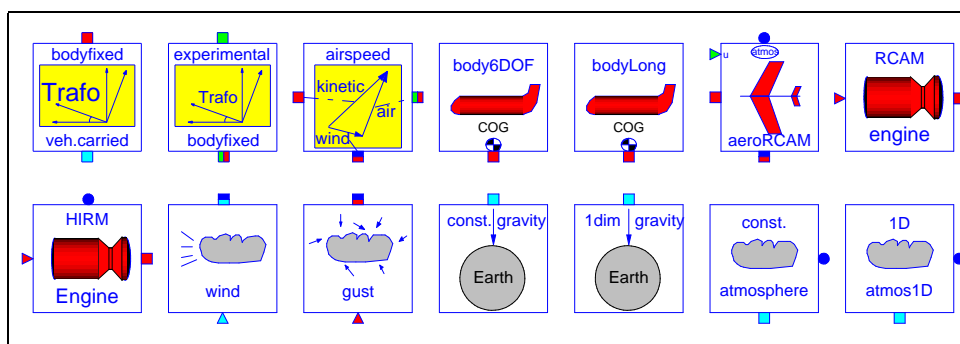 bodyfixed
Trafo
veh.carried
experimental
Trafo
bodyfixed
airspeed
kinetic
air
wind
body6DOF
COG
bodyLong
COG
u
atmos
aeroRCAM
RCAM
engine
HIRM
Engine
wind
gust
const. gravity
Earth
1dim gravity
Earth
const.
atmosphere
1D
atmos1D